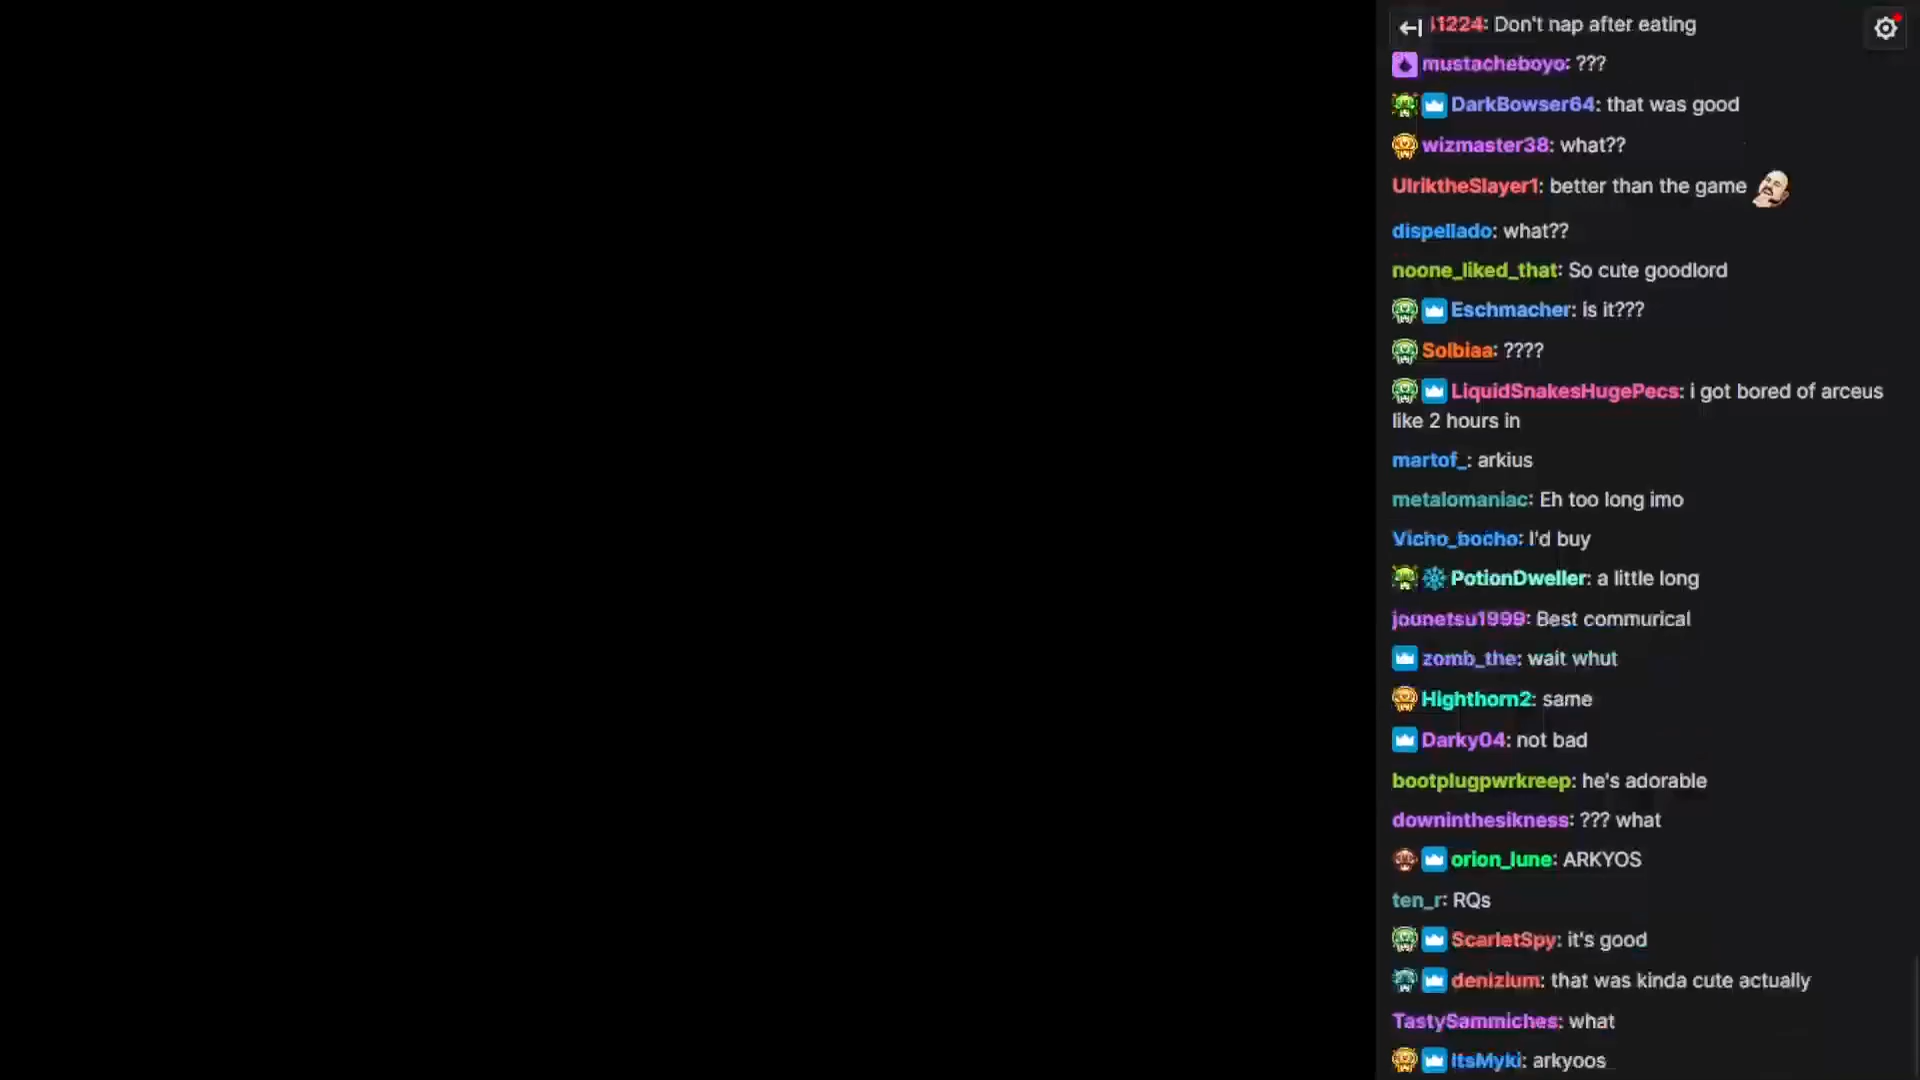 1224: Don't nap after eating
mustacheboyo: ???
DarkBowser64: that was good
wizmaster38: what??
UlriktheSlayer1: better than the game
dispellado: what??
noone_liked_that: So cute goodlord
Eschmacher: is it???
Solbiaa: ????
LiquidSnakesHugePecs: i got bored of arceus
like 2 hours in
martof_: arkius
metalomaniac: Eh too long imo
Vicho_bocho: I'd buy
PotionDweller: a little long
jounetsu1999: Best commurical
zomb_the: wait whut
Highthorn2: same
Darky04: not bad
bootplugpwrkreep: he's adorable
downinthesikness: ??? what
orion_lune: ARKYOS
ten_r: RQs
ScarletSpy: it's good
denizium: that was kinda cute actually
TastySammiches: what
ItsMyki: arkyoos